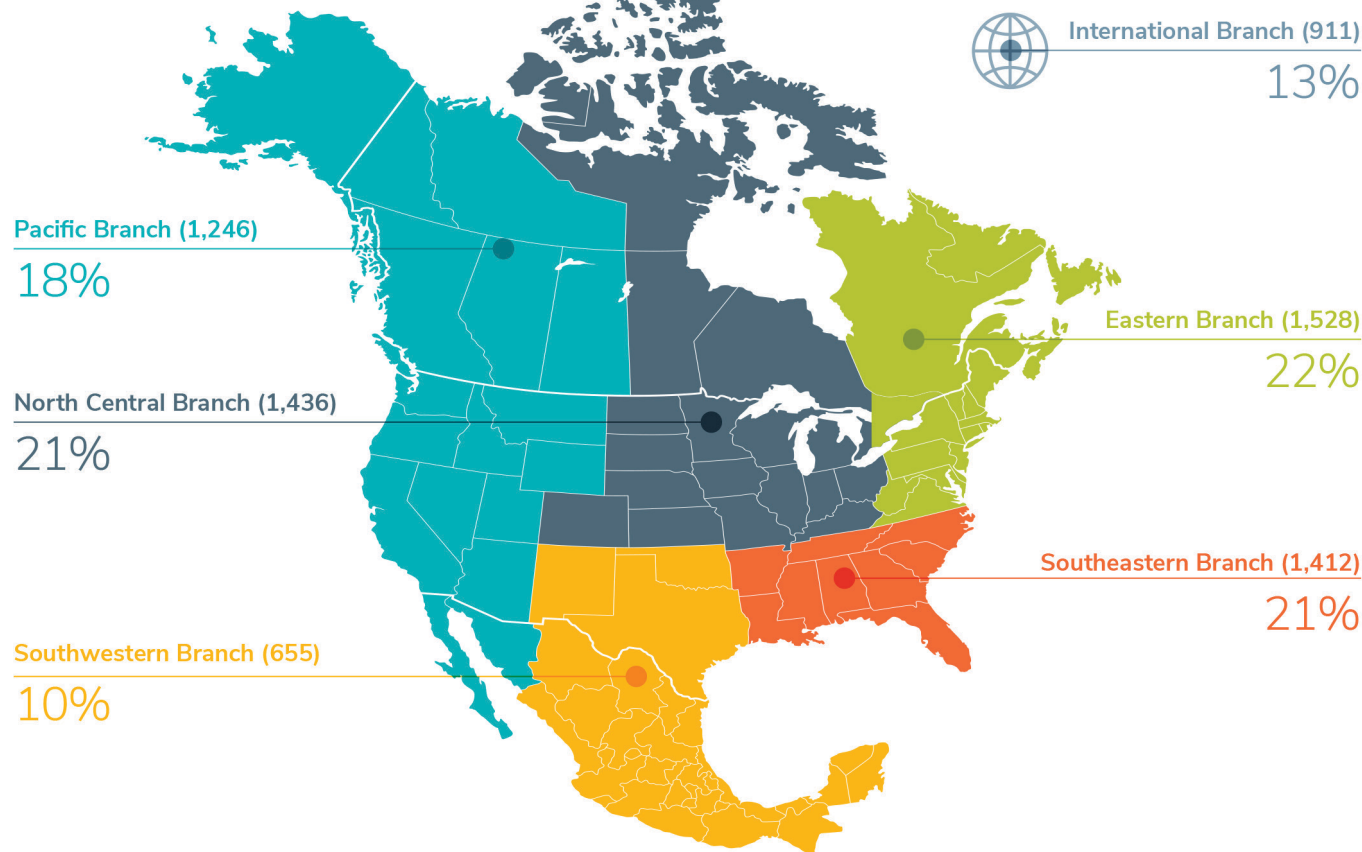 International Branch (911)
13%
Pacific Branch (1,246)
18%
Eastern Branch (1,528)
22%
North Central Branch (1,436)
21%
Southeastern Branch (1,412)
21%
Southwestern Branch (655)
10%